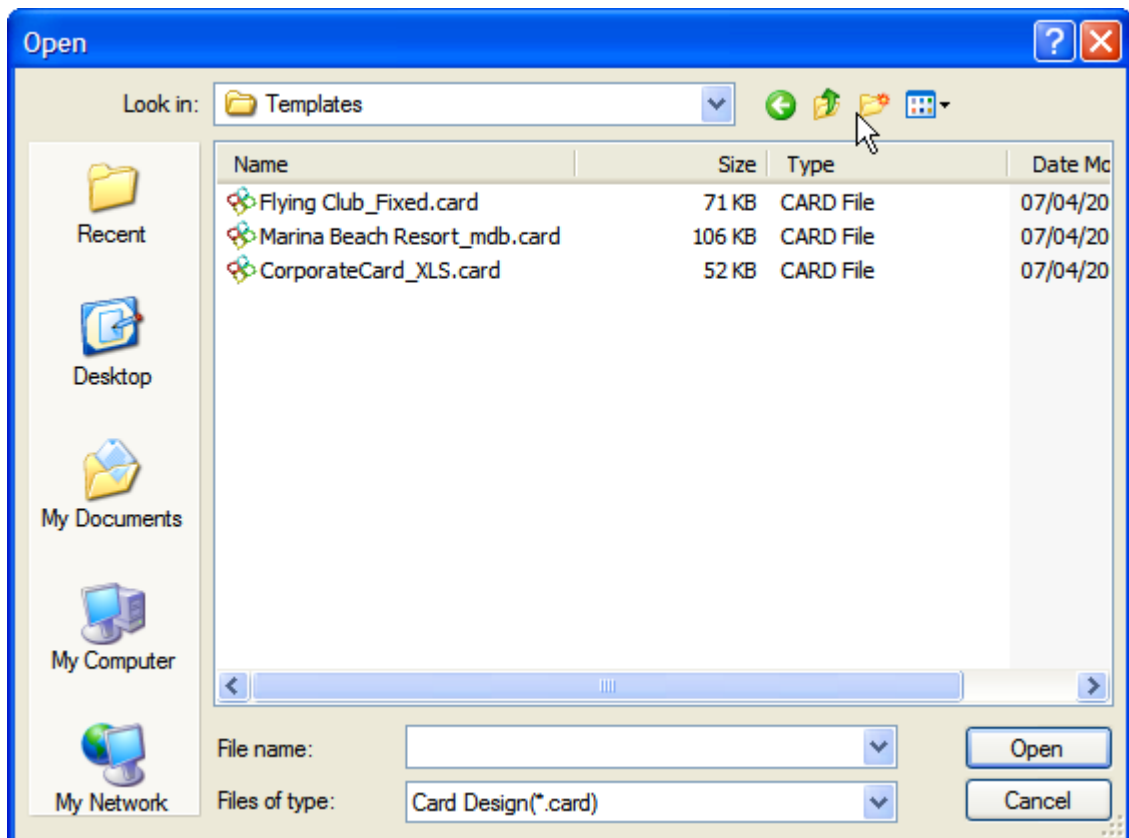 Open
Look in: Templates
Name Size Type Date Mo
Flying Club_Fixed.card 71 KB CARD File 07/04/20
Marina Beach Resort_mdb.card 106 KB CARD File 07/04/20
CorporateCard_XLS.card 52 KB CARD File 07/04/20
Recent
Desktop
My Documents
My Computer
My Network
File name: Open
Files of type: Card Design(*.card) Cancel